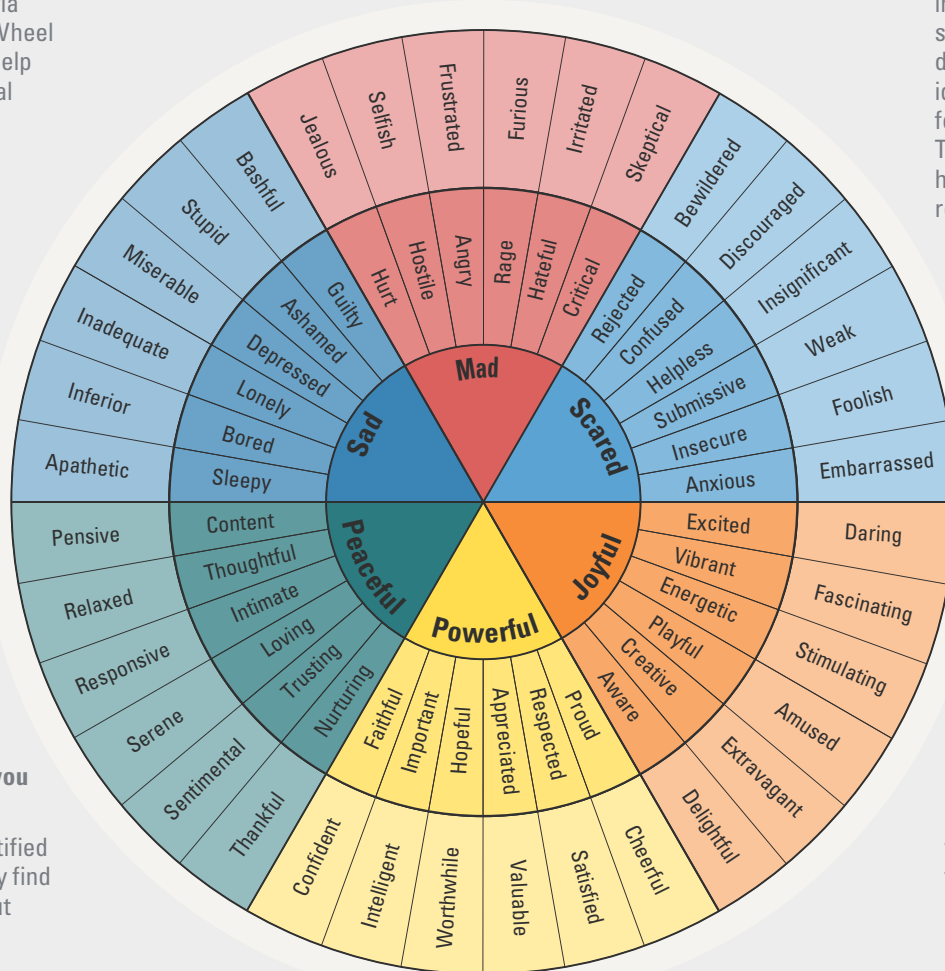 Wheel
Mad
Scared
Joyful
Powerful
Peaceful
Sad
Hurt
Hostile
Angry
Rage
Hateful
Critical
Rejected
Confused
Helpless
Submissive
Insecure
Anxious
Excited
Vibrant
Energetic
Playful
Creative
Aware
Proud
Respected
Appreciated
Hopeful
Important
Faithful
Nurturing
Trusting
Loving
Intimate
Thoughtful
Content
Sleepy
Bored
Lonely
Depressed
Ashamed
Guilty
Jealous
Selfish
Frustrated
Furious
Irritated
Skeptical
Bewildered
Discouraged
Insignificant
Weak
Foolish
Embarrassed
Daring
Fascinating
Stimulating
Amused
Extravagant
Delightful
Cheerful
Satisfied
Valuable
Worthwhile
Intelligent
Confident
Thankful
Sentimental
Serene
Responsive
Relaxed
Pensive
Apathetic
Inferior
Inadequate
Miserable
Stupid
Bashful
you
find